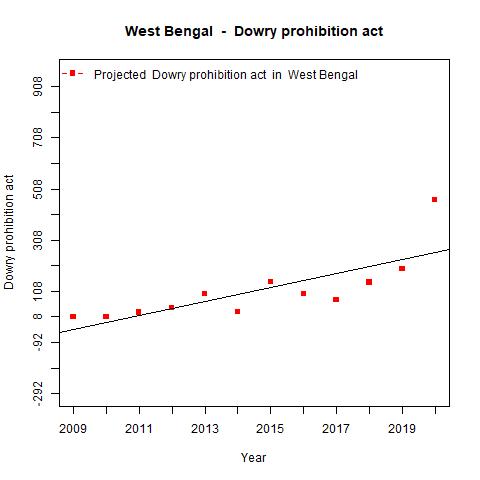 West Bengal - Dowry prohibition act
Projected Dowry prohibition act in West Bengal
Dowry prohibition act
908
708
508
308
108
8
-92
-292
2009 2011 2013 2015 2017 2019
Year